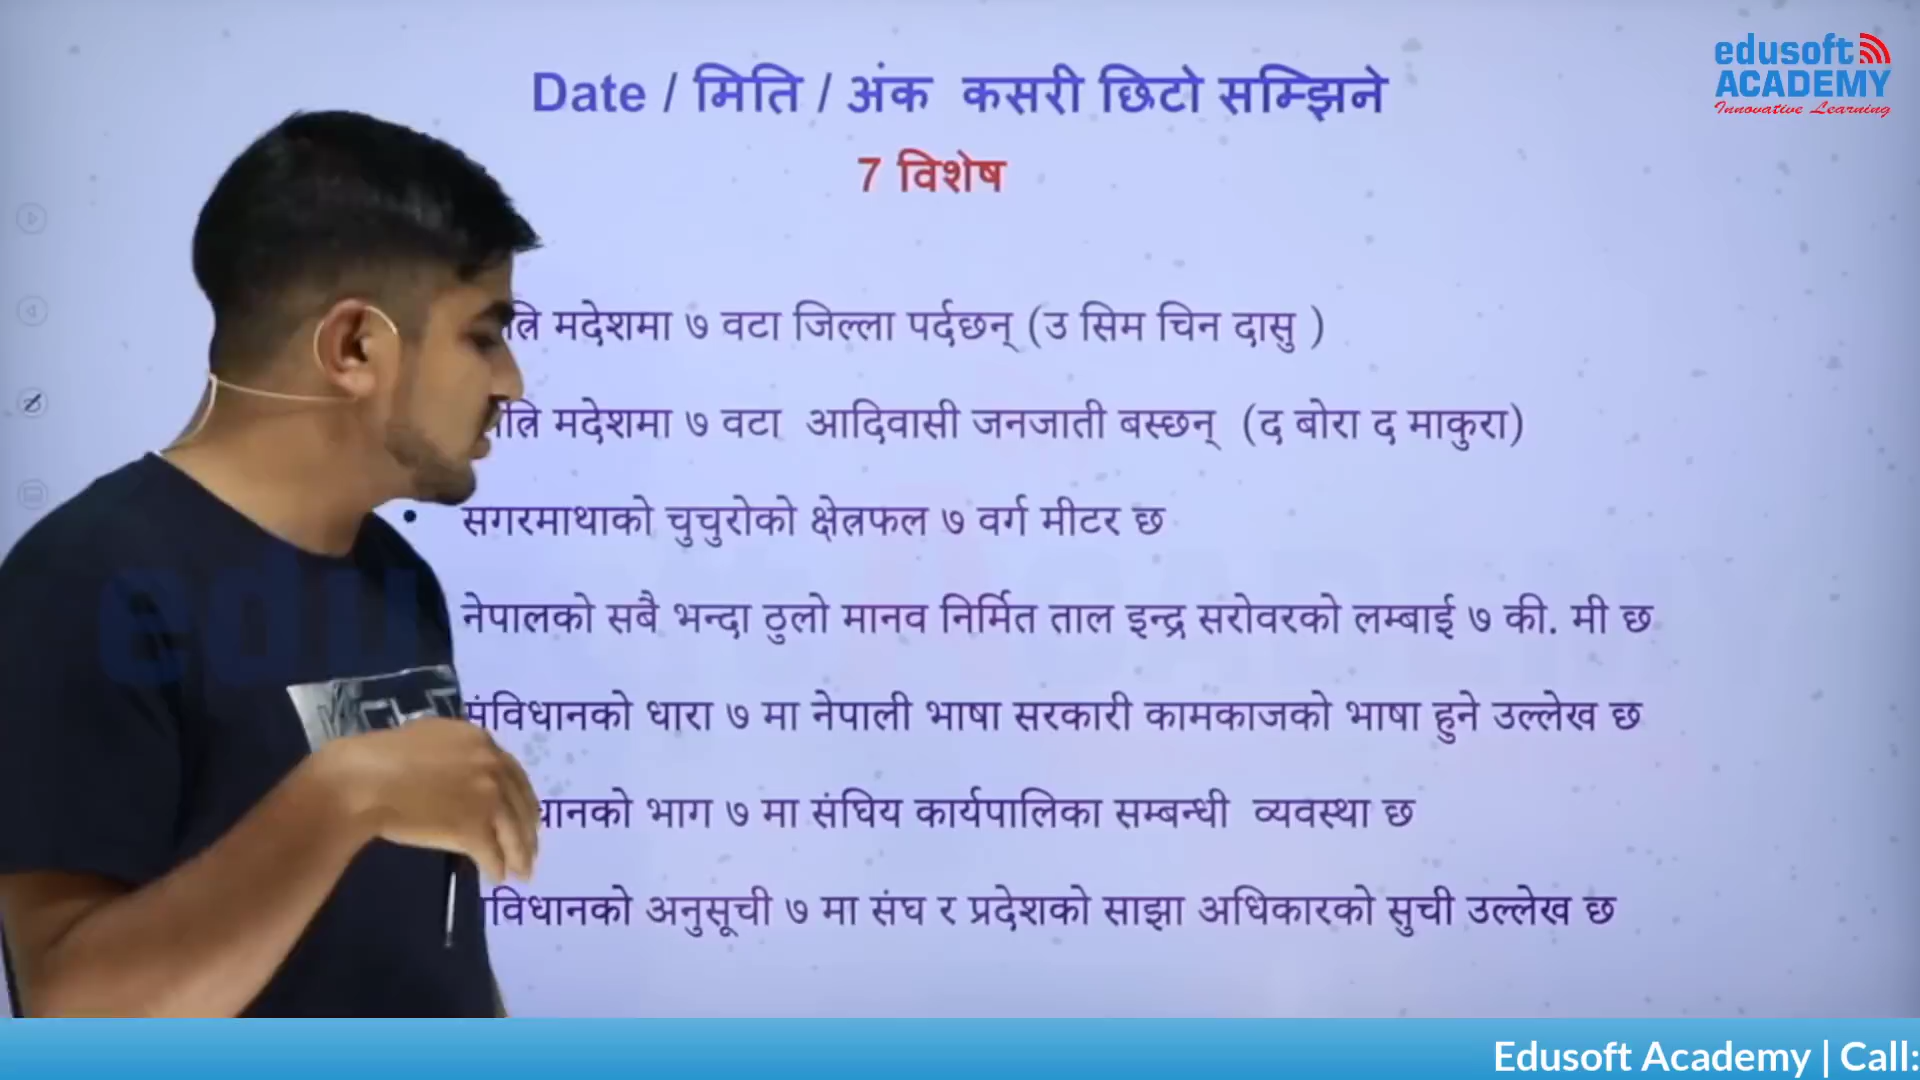 edusoft
ACADEMY
Innovative Learning
Date / मिति / अंक कसरी छिटो सम्झिने
7 विशेष
मदेशमा ७ वटा जिल्ला पर्दछन् (उ सिम चिन दासु )
मदेशमा ७ वटा आदिवासी जनजाती बस्छन् (द बोरा द माकुरा)
• सगरमाथाको चुचुरोको क्षेत्रफल ७ वर्ग मीटर छ
नेपालको सबै भन्दा ठुलो मानव निर्मित ताल इन्द्र सरोवरको लम्बाई ७ की. मी छ
संविधानको धारा ७ मा नेपाली भाषा सरकारी कामकाजको भाषा हुने उल्लेख छ
भाग ७ मा संघिय कार्यपालिका सम्बन्धी व्यवस्था छ
अनुसूची ७ मा संघ र प्रदेशको साझा अधिकारको सुची उल्लेख छ
Edusoft Academy | Call: